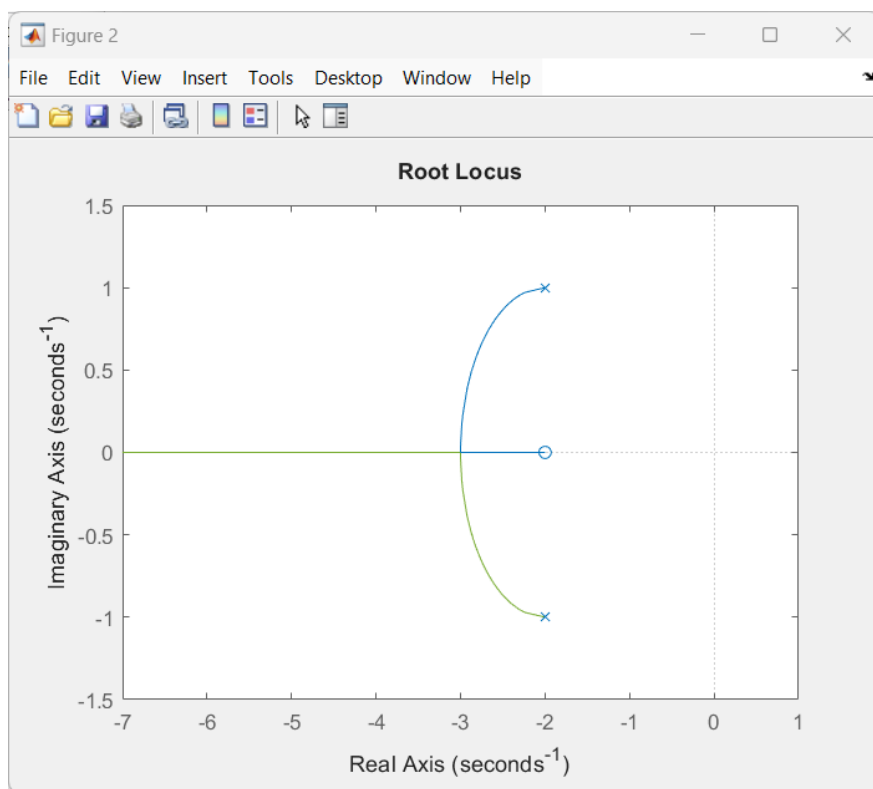 Figure 2
File Edit View Insert Tools Desktop Window Help
Root Locus
1.5
1
0.5
0
-0.5
-1
-1.5
Imaginary Axis (seconds⁻¹)
-7 -6 -5 -4 -3 -2 -1 0 1
Real Axis (seconds⁻¹)